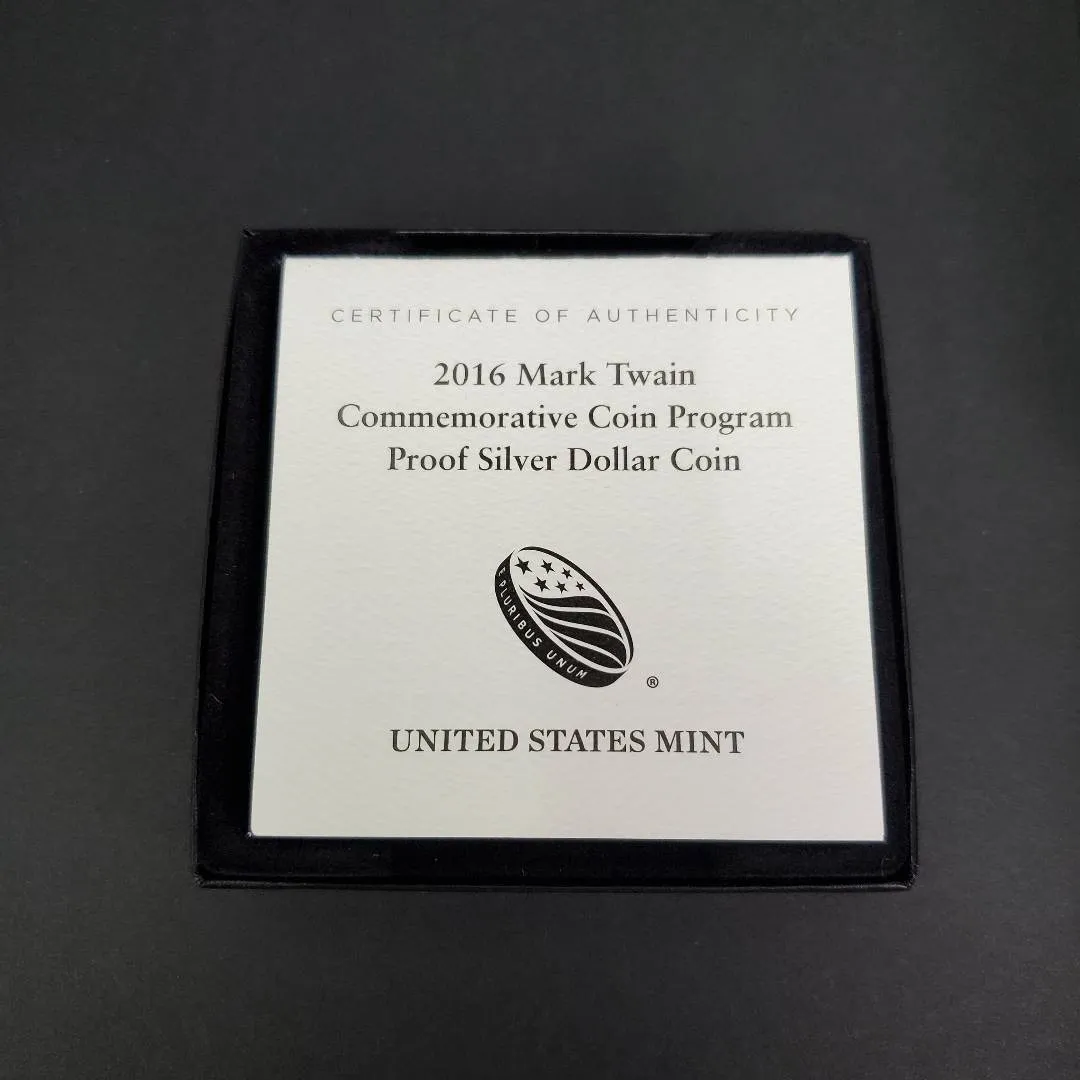 CERTIFICATE OF AUTHENTICITY
2016 Mark Twain
Commemorative Coin Program
Proof Silver Dollar Coin
E PLURIBUS UNUM
®
UNITED STATES MINT